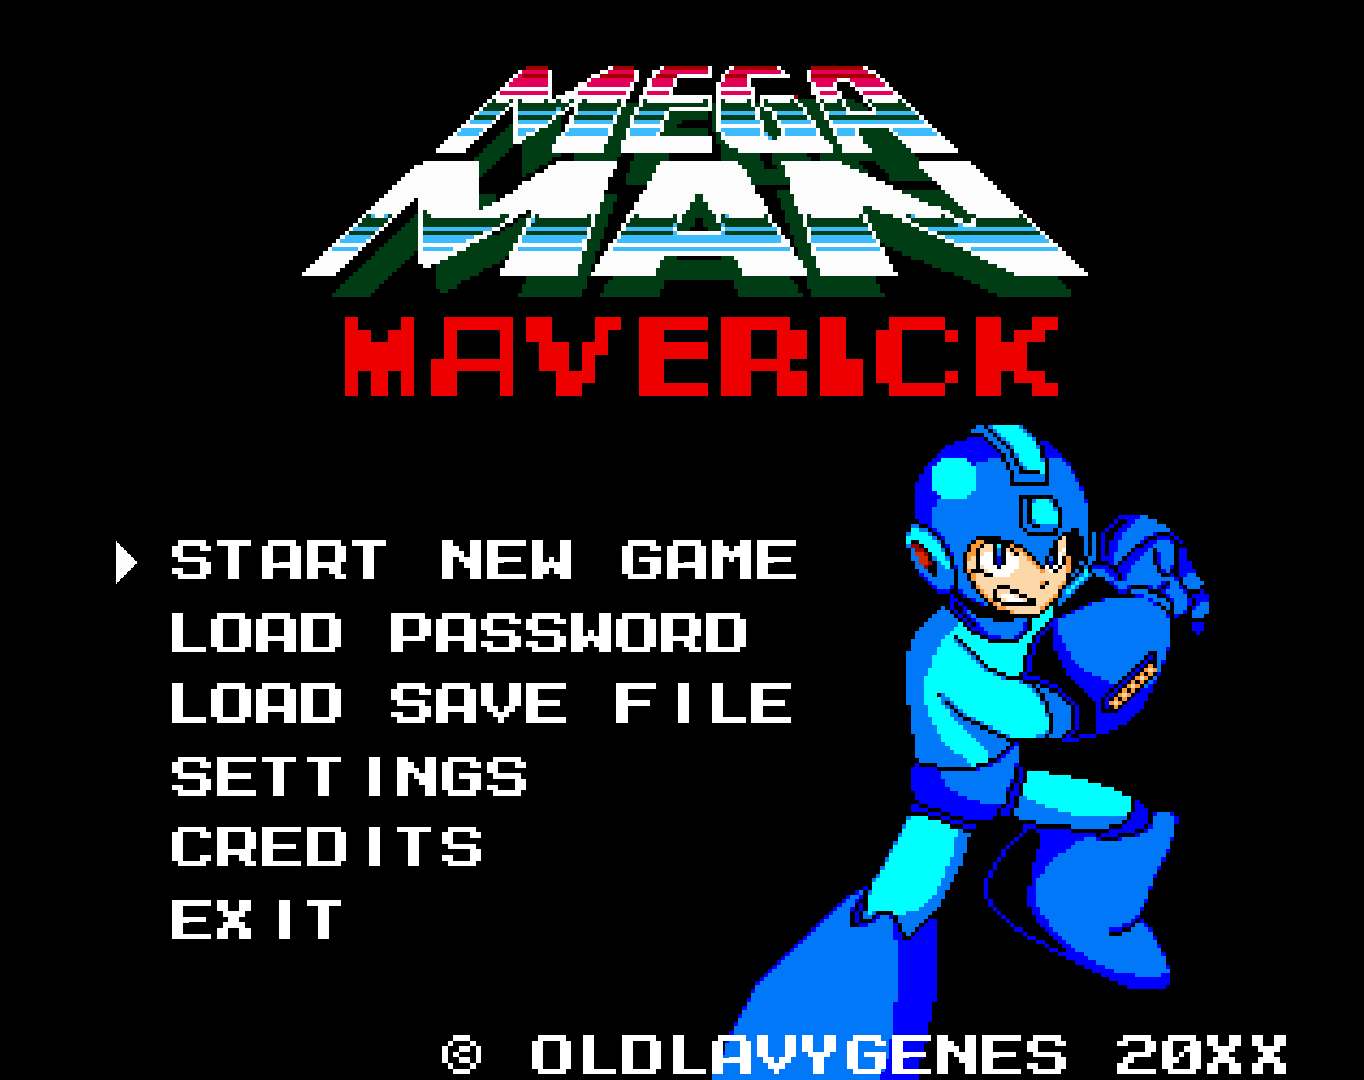 MEGA
MAN
MAVERICK
START NEW GAME
LOAD PASSWORD
LOAD SAVE FILE
SETTINGS
CREDITS
EXIT
© OLDLAVYGENES 20XX